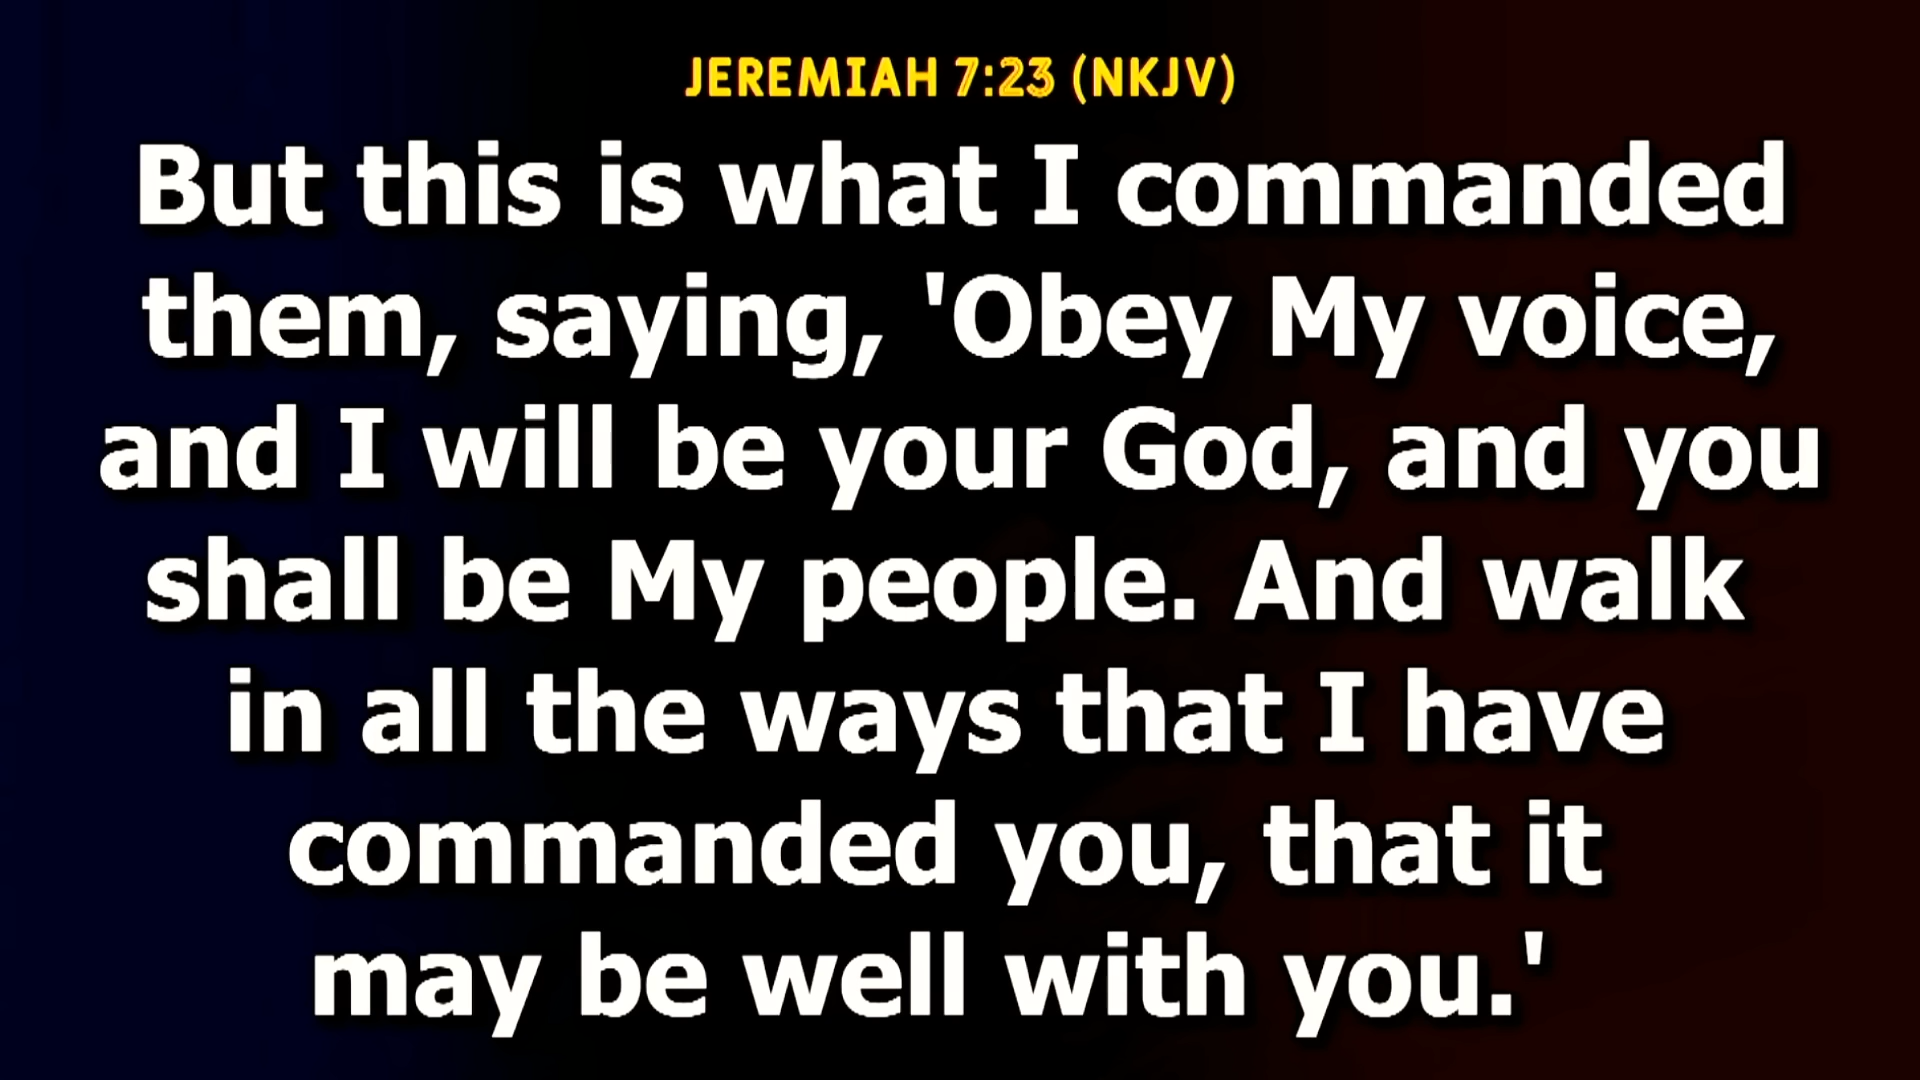 JEREMIAH 7:23 (NKJV)
But this is what I commanded
them, saying, 'Obey My voice,
and I will be your God, and you
shall be My people. And walk
in all the ways that I have
commanded you, that it
may be well with you.'